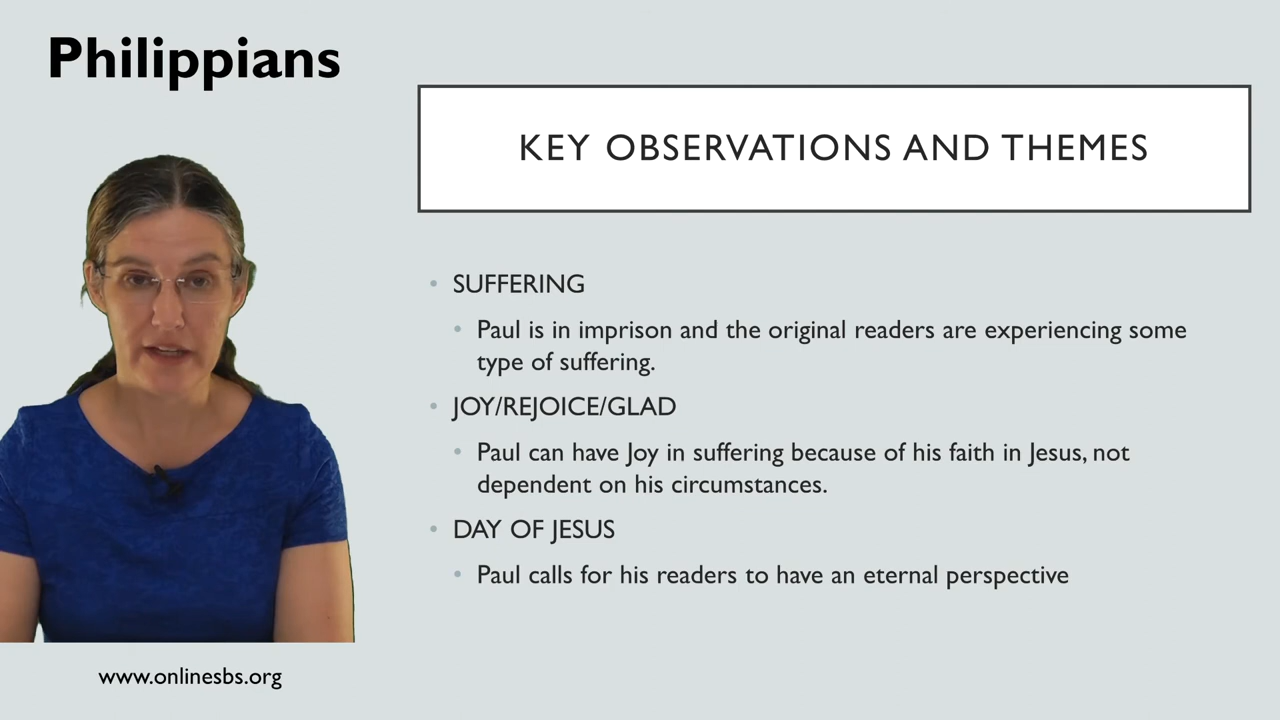 Philippians
KEY OBSERVATIONS AND THEMES
• SUFFERING
• Paul is in imprison and the original readers are experiencing some
type of suffering.
• JOY/REJOICE/GLAD
• Paul can have Joy in suffering because of his faith in Jesus, not
dependent on his circumstances.
• DAY OF JESUS
• Paul calls for his readers to have an eternal perspective
www.onlinesbs.org